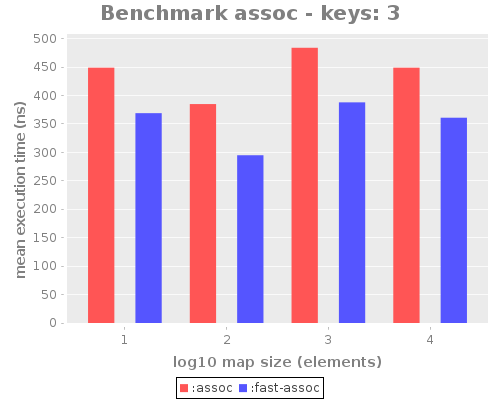 Benchmark assoc - keys: 3
mean execution time (ns)
500
450
400
350
300
250
200
150
100
50
0
1 2 3 4
log10 map size (elements)
:assoc :fast-assoc